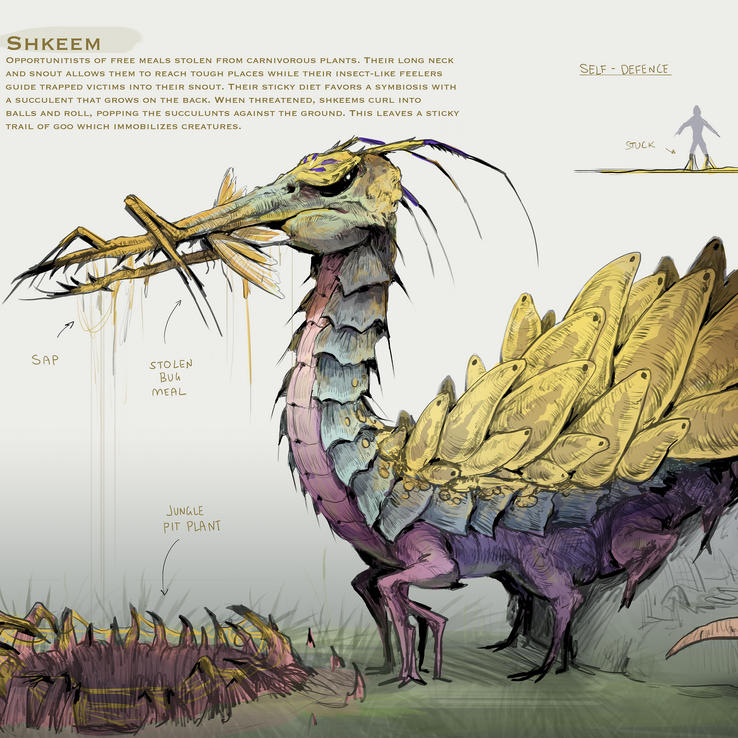 Shkeem
Opportunitists of free meals stolen from carnivorous plants. Their long neck
and snout allows them to reach tough places while their insect-like feelers
guide trapped victims into their snout. Their sticky diet favors a symbiosis with
a succulent that grows on the back. When threatened, shkeems curl into
balls and roll, popping the succulunts against the ground. This leaves a sticky
trail of goo which immobilizes creatures.
SELF - DEFENCE
STUCK
SAP
STOLEN
BUG
MEAL
JUNGLE
PIT PLANT